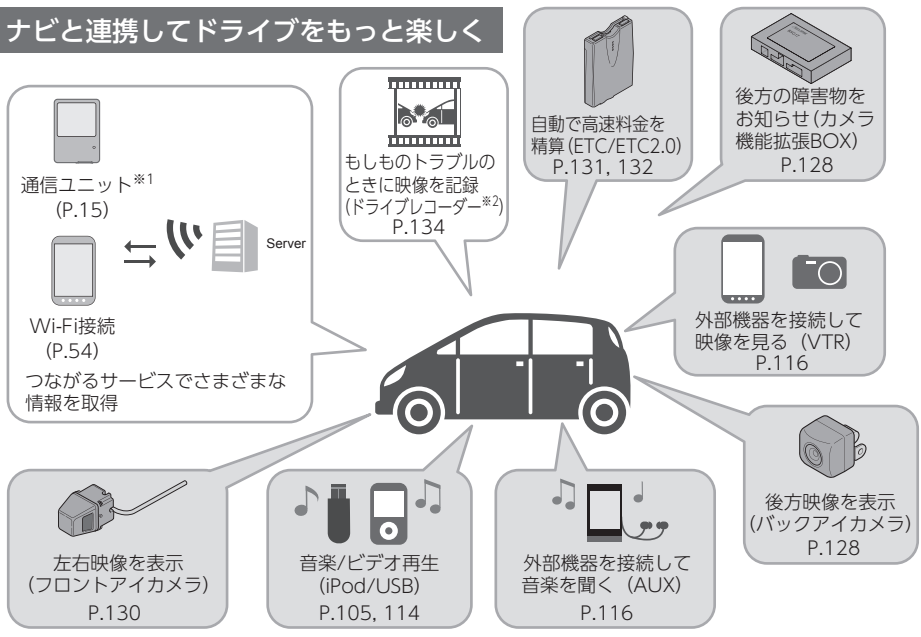 ナビと連携してドライブをもっと楽しく
通信ユニット※1
(P.15)
Server
Wi-Fi接続
(P.54)
つながるサービスでさまざまな
情報を取得
もしものトラブルの
ときに映像を記録
(ドライブレコーダー※2)
P.134
自動で高速料金を
精算(ETC/ETC2.0)
P.131, 132
後方の障害物を
お知らせ(カメラ
機能拡張BOX)
P.128
外部機器を接続して
映像を見る(VTR)
P.116
後方映像を表示
(バックアイカメラ)
P.128
外部機器を接続して
音楽を聞く(AUX)
P.116
音楽/ビデオ再生
(iPod/USB)
P.105, 114
左右映像を表示
(フロントアイカメラ)
P.130